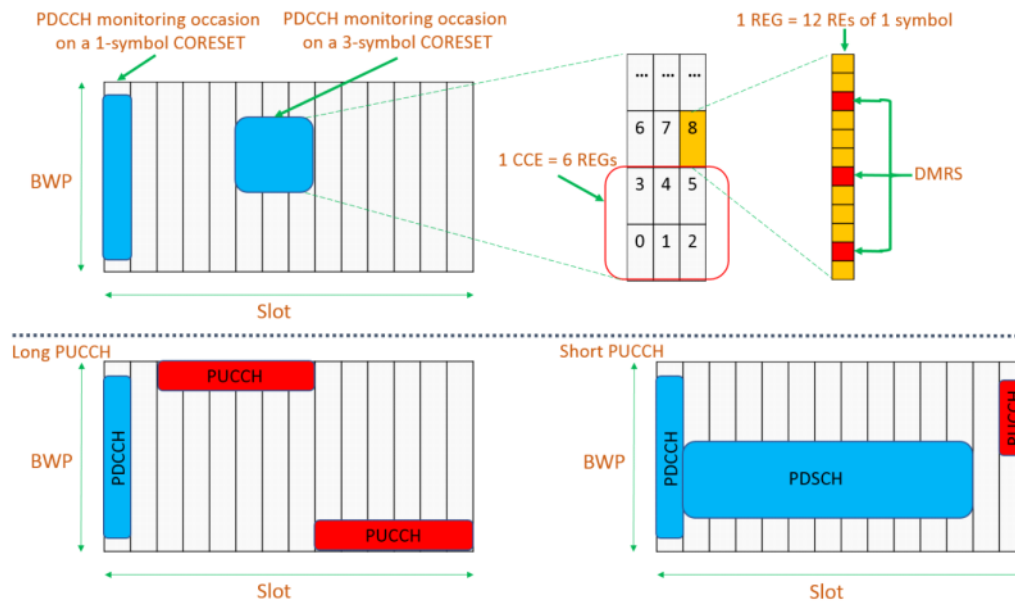 PDCCH monitoring occasion
on a 1-symbol CORESET
PDCCH monitoring occasion
on a 3-symbol CORESET
1 REG = 12 REs of 1 symbol
BWP
Slot
... ... ...
6 7 8
3 4 5
0 1 2
1 CCE = 6 REGs
DMRS
Long PUCCH
BWP
PDCCH
PUCCH
PUCCH
Slot
Short PUCCH
BWP
PDCCH
PDSCH
PUCCH
Slot